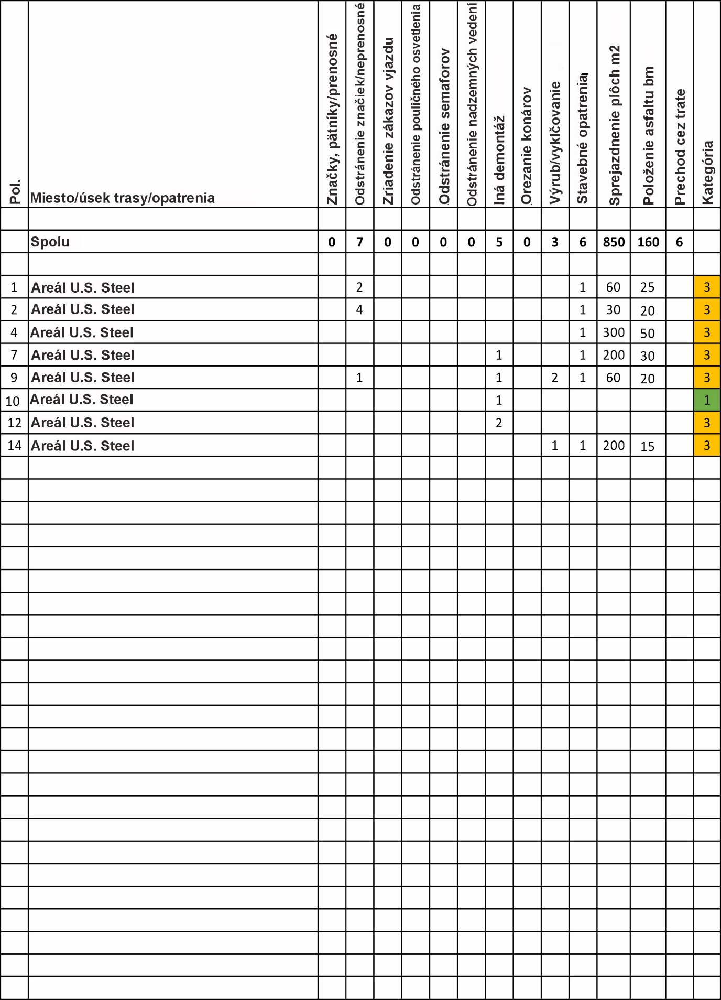 Pol.
Miesto/úsek trasy/opatrenia
Značky, pätníky/prenosné
Odstránenie značiek/neprenosné
Zriadenie zákazov vjazdu
Odstránenie pouličného osvetlenia
Odstránenie semaforov
Odstránenie nadzemných vedení
Iná demontáž
Orezanie konárov
Výrub/vyklčovanie
Stavebné opatrenia
Sprejazdnenie plôch m2
Položenie asfaltu bm
Prechod cez trate
Kategória
Spolu 0 7 0 0 0 0 5 0 3 6 850 160 6
1 Areál U.S. Steel 2 1 60 25 3
2 Areál U.S. Steel 4 1 30 20 3
4 Areál U.S. Steel 1 300 50 3
7 Areál U.S. Steel 1 1 200 30 3
9 Areál U.S. Steel 1 1 2 1 60 20 3
10 Areál U.S. Steel 1 1
12 Areál U.S. Steel 2 3
14 Areál U.S. Steel 1 1 200 15 3